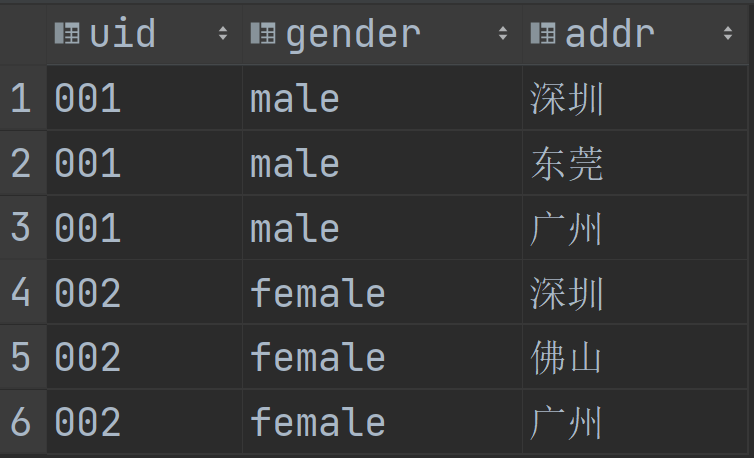 uid gender addr
1 001 male 深圳
2 001 male 东莞
3 001 male 广州
4 002 female 深圳
5 002 female 佛山
6 002 female 广州